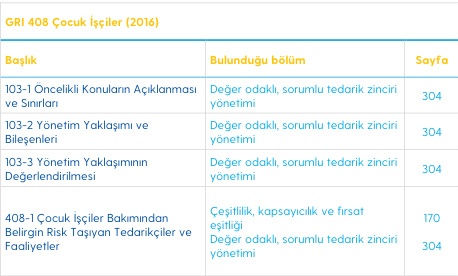 GRI 408 Çocuk İşçiler (2016)
Başlık Bulunduğu bölüm Sayfa
103-1 Öncelikli Konuların Açıklanması
ve Sınırları
Değer odaklı, sorumlu tedarik zinciri
yönetimi
304
103-2 Yönetim Yaklaşımı ve
Bileşenleri
Değer odaklı, sorumlu tedarik zinciri
yönetimi
304
103-3 Yönetim Yaklaşımının
Değerlendirilmesi
Değer odaklı, sorumlu tedarik zinciri
yönetimi
304
408-1 Çocuk İşçiler Bakımından
Belirgin Risk Taşıyan Tedarikçiler ve
Faaliyetler
Çeşitlilik, kapsayıcılık ve fırsat
eşitliği
170
Değer odaklı, sorumlu tedarik zinciri
yönetimi
304